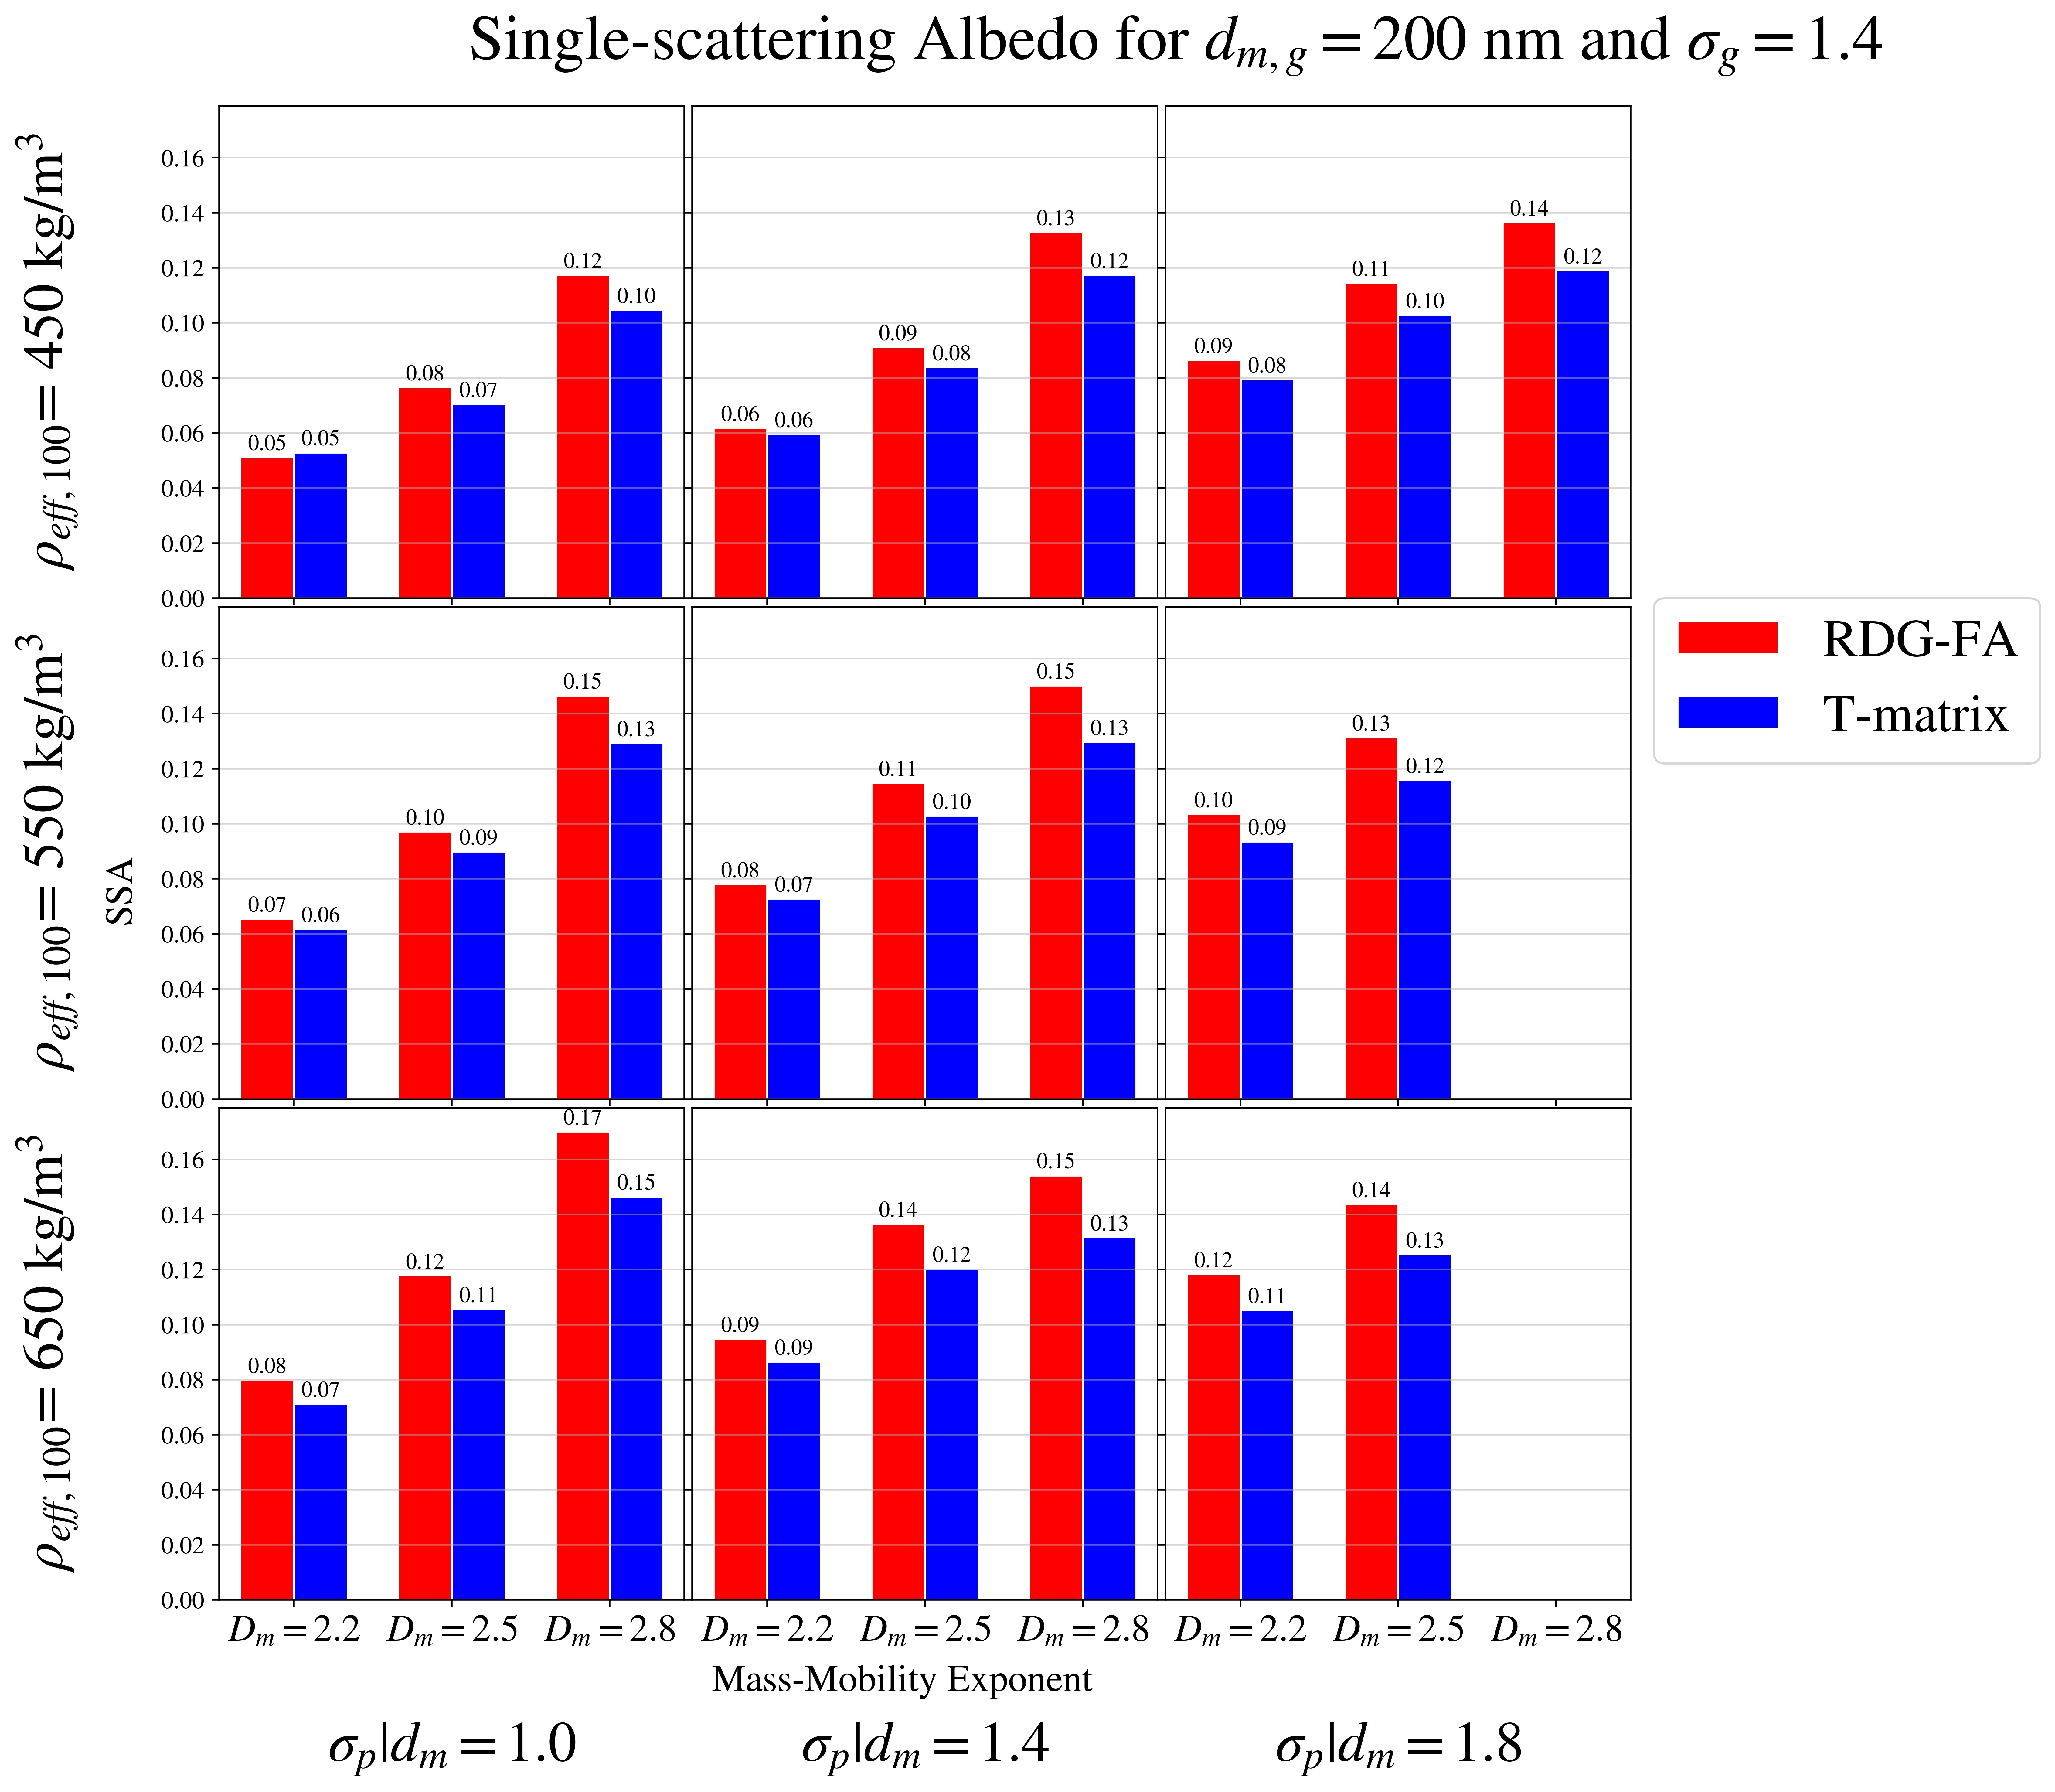 Single-scattering Albedo for d_{m,g} = 200 nm and σ_g = 1.4
ρ_{eff,100} = 450 kg/m³
0.16
0.14
0.12
0.10
0.08
0.06
0.04
0.02
0.00
0.05 0.05 0.08 0.07 0.12 0.10
0.06 0.06 0.09 0.08 0.13 0.12
0.09 0.08 0.11 0.10 0.14 0.12
RDG-FA
T-matrix
ρ_{eff,100} = 550 kg/m³
SSA
0.16
0.14
0.12
0.10
0.08
0.06
0.04
0.02
0.00
0.07 0.06 0.10 0.09 0.15 0.13
0.08 0.07 0.11 0.10 0.15 0.13
0.10 0.09 0.13 0.12
ρ_{eff,100} = 650 kg/m³
0.16
0.14
0.12
0.10
0.08
0.06
0.04
0.02
0.00
0.08 0.07 0.12 0.11 0.17 0.15
0.09 0.09 0.14 0.12 0.15 0.13
0.12 0.11 0.14 0.13
D_m = 2.2 D_m = 2.5 D_m = 2.8 D_m = 2.2 D_m = 2.5 D_m = 2.8 D_m = 2.2 D_m = 2.5 D_m = 2.8
Mass-Mobility Exponent
σ_p|d_m = 1.0 σ_p|d_m = 1.4 σ_p|d_m = 1.8